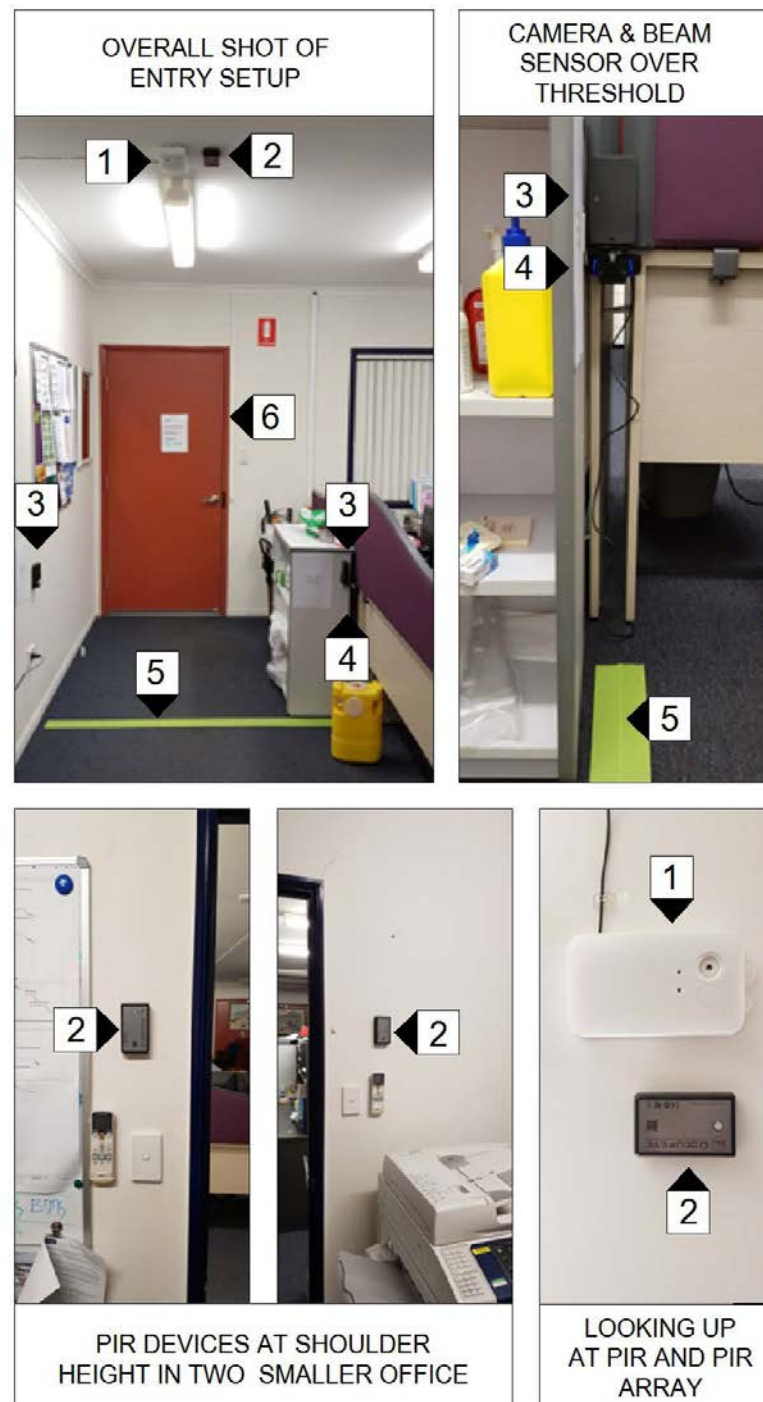 OVERALL SHOT OF
ENTRY SETUP
CAMERA & BEAM
SENSOR OVER
THRESHOLD
1
2
3
4
6
3
3
4
5
5
2
2
1
2
PIR DEVICES AT SHOULDER
HEIGHT IN TWO SMALLER OFFICE
LOOKING UP
AT PIR AND PIR
ARRAY